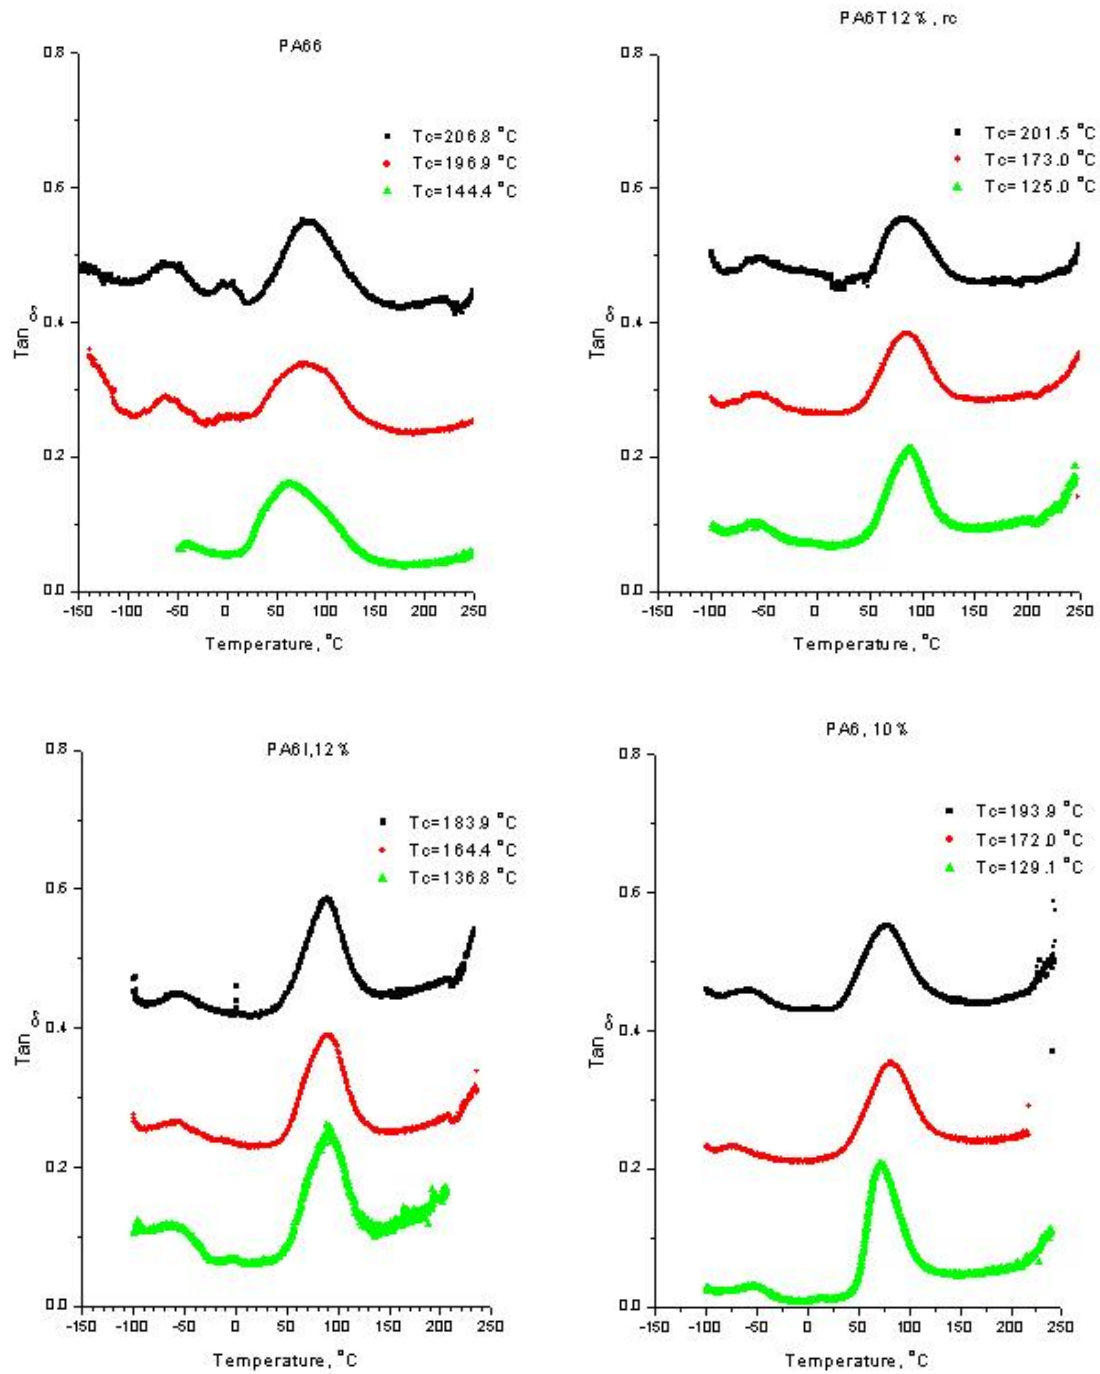 PA66
0.8
0.6
0.4
0.2
0.0
Tan δ
Tc=206.8 °C
Tc=196.9 °C
Tc=144.4 °C
-150 -100 -50 0 50 100 150 200 250
Temperature, °C
PA6T12%, rc
0.8
0.6
0.4
0.2
0.0
Tan δ
Tc=201.5 °C
Tc=173.0 °C
Tc=125.0 °C
-150 -100 -50 0 50 100 150 200 250
Temperature, °C
PA6I,12%
0.8
0.6
0.4
0.2
0.0
Tan δ
Tc=183.9 °C
Tc=164.4 °C
Tc=136.8 °C
-150 -100 -50 0 50 100 150 200 250
Temperature, °C
PA6, 10%
0.8
0.6
0.4
0.2
0.0
Tan δ
Tc=193.9 °C
Tc=172.0 °C
Tc=129.1 °C
-150 -100 -50 0 50 100 150 200 250
Temperature, °C